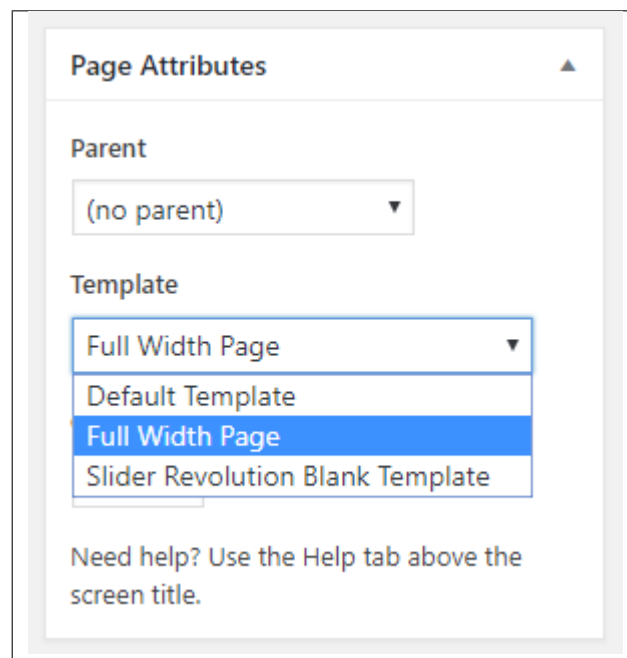 Page Attributes
Parent
(no parent)
Template
Full Width Page
Default Template
Full Width Page
Slider Revolution Blank Template
Need help? Use the Help tab above the
screen title.